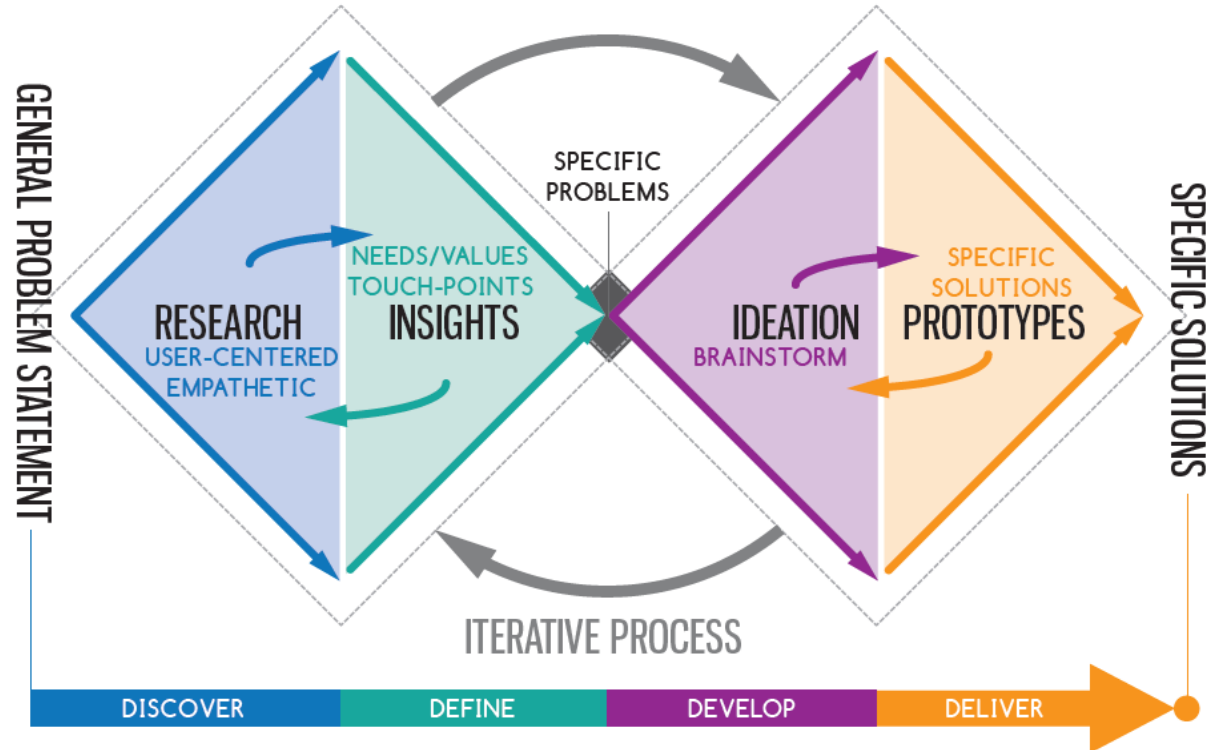 GENERAL PROBLEM STATEMENT
RESEARCH
USER-CENTERED
EMPATHETIC
NEEDS/VALUES
TOUCH-POINTS
INSIGHTS
SPECIFIC
PROBLEMS
IDEATION
BRAINSTORM
SPECIFIC
SOLUTIONS
PROTOTYPES
SPECIFIC SOLUTIONS
ITERATIVE PROCESS
DISCOVER
DEFINE
DEVELOP
DELIVER